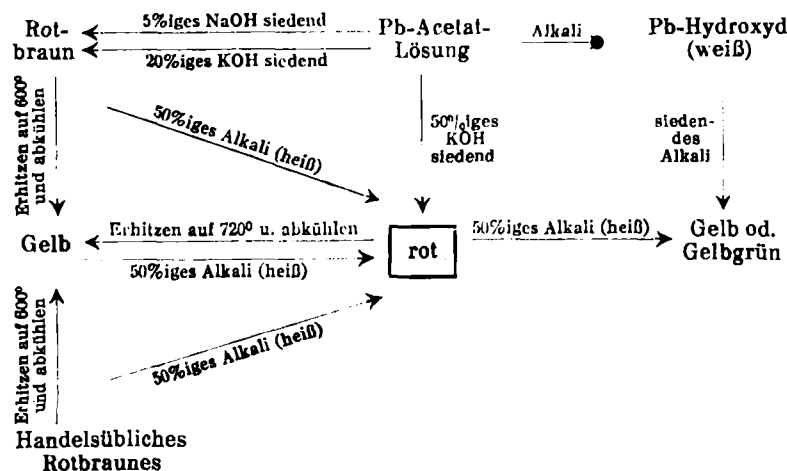 Rot-
braun
5%iges NaOH siedend
20%iges KOH siedend
Pb-Acetat-
Lösung
Alkali
Pb-Hydroxyd
(weiß)
Erhitzen auf 600°
und abkühlen
50%iges Alkali (heiß)
50%iges
KOH
siedend
sieden-
des
Alkali
Gelb
Erhitzen auf 720° u. abkühlen
50%iges Alkali (heiß)
rot
50%iges Alkali (heiß)
Gelb od.
Gelbgrün
Erhitzen auf 600°
und abkühlen
50%iges Alkali (heiß)
Handelsübliches
Rotbraunes